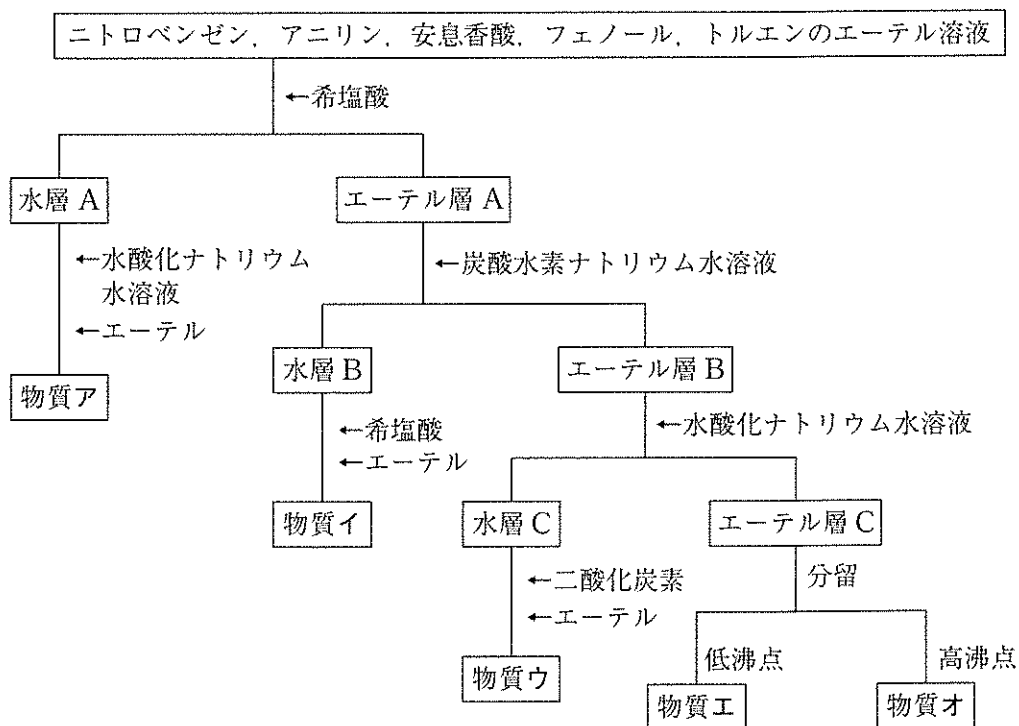 ニトロベンゼン，アニリン，安息香酸，フェノール，トルエンのエーテル溶液
←希塩酸
水層A
エーテル層A
←水酸化ナトリウム
水溶液
←エーテル
←炭酸水素ナトリウム水溶液
物質ア
水層B
エーテル層B
←希塩酸
←エーテル
←水酸化ナトリウム水溶液
物質イ
水層C
エーテル層C
←二酸化炭素
←エーテル
分留
物質ウ
低沸点
高沸点
物質エ
物質オ